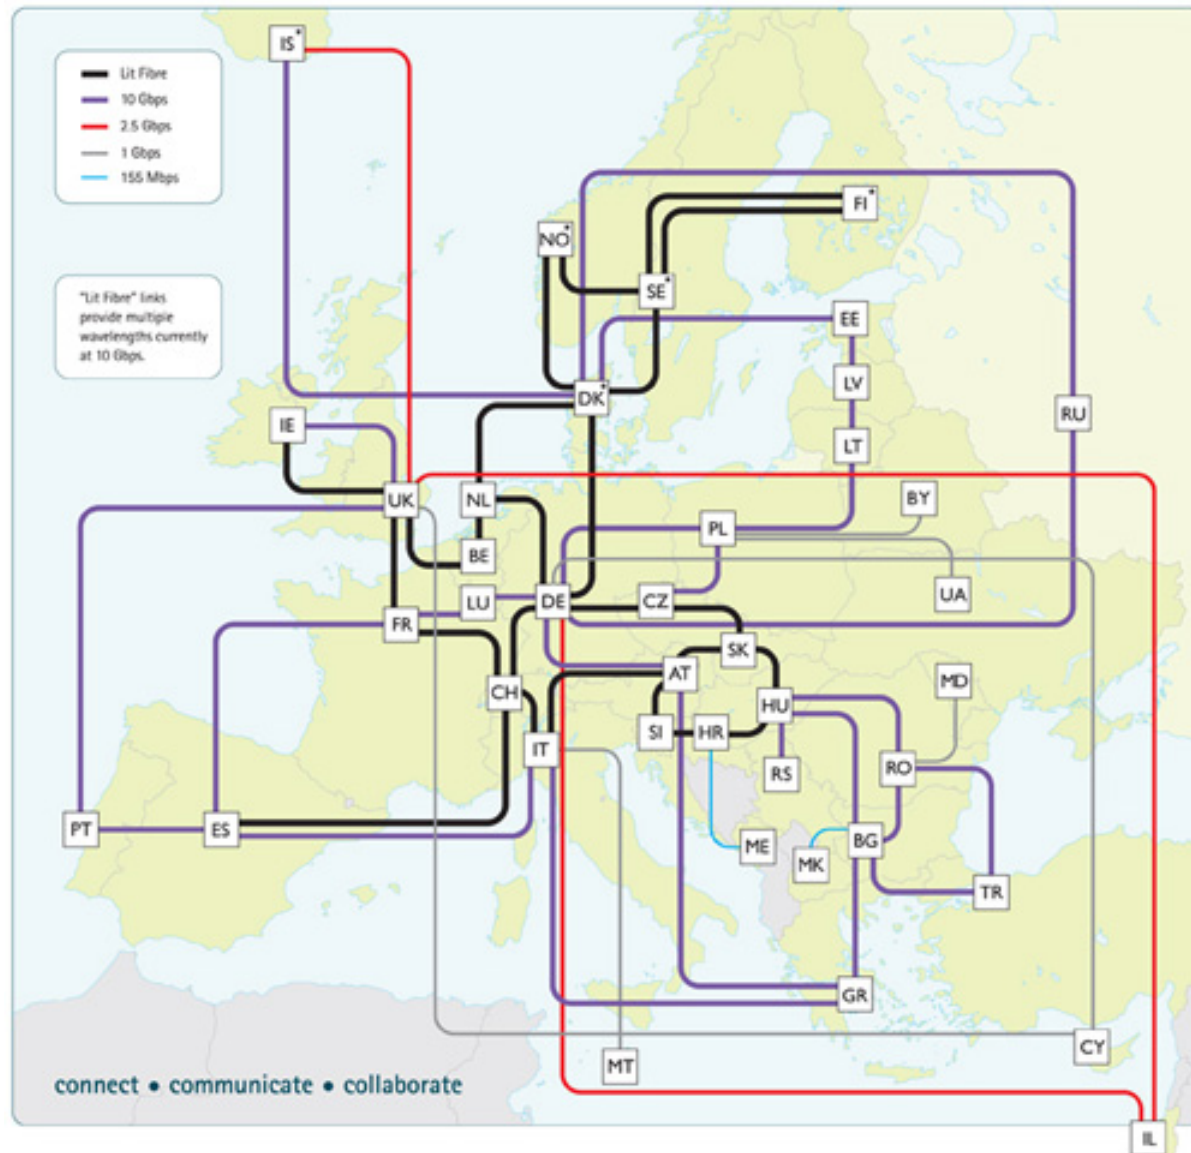 IS*
Lit Fibre
10 Gbps
2.5 Gbps
1 Gbps
155 Mbps
FI*
NO*
SE*
"Lit Fibre" links
provide multiple
wavelengths currently
at 10 Gbps.
EE
LV
DK*
RU
IE
LT
UK
NL
BY
PL
BE
UA
LU
DE
CZ
FR
SK
AT
MD
CH
HU
SI
HR
IT
RS
RO
PT
ES
BG
ME
MK
TR
GR
CY
MT
connect • communicate • collaborate
IL